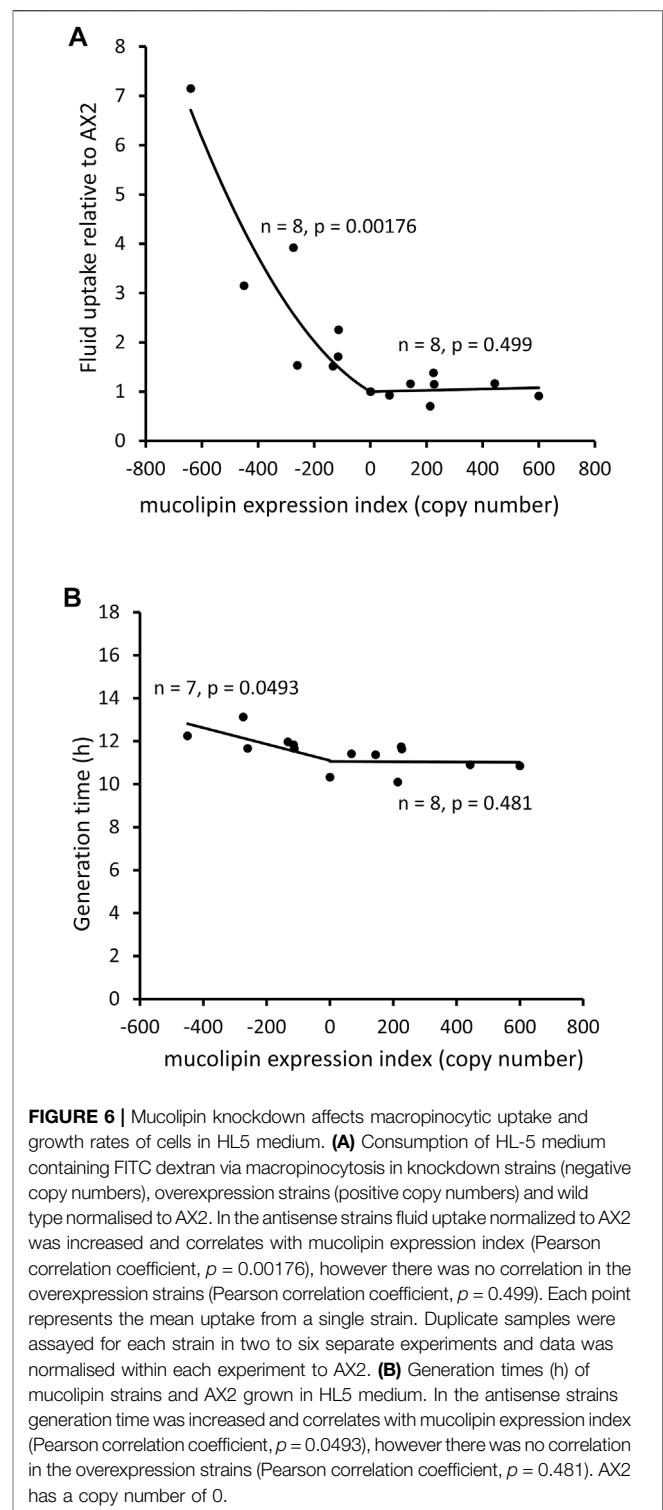 A
8
7
6
5
4
3
2
1
0
Fluid uptake relative to AX2
n = 8, p = 0.00176
n = 8, p = 0.499
-800 -600 -400 -200 0 200 400 600 800
mucolipin expression index (copy number)
B
18
16
14
12
10
8
6
4
2
0
Generation time (h)
n = 7, p = 0.0493
n = 8, p = 0.481
-600 -400 -200 0 200 400 600 800
mucolipin expression index (copy number)
FIGURE 6 | Mucolipin knockdown affects macropinocytic uptake and
growth rates of cells in HL5 medium. (A) Consumption of HL-5 medium
containing FITC dextran via macropinocytosis in knockdown strains (negative
copy numbers), overexpression strains (positive copy numbers) and wild
type normalised to AX2. In the antisense strains fluid uptake normalized to AX2
was increased and correlates with mucolipin expression index (Pearson
correlation coefficient, p = 0.00176), however there was no correlation in the
overexpression strains (Pearson correlation coefficient, p = 0.499). Each point
represents the mean uptake from a single strain. Duplicate samples were
assayed for each strain in two to six separate experiments and data was
normalised within each experiment to AX2. (B) Generation times (h) of
mucolipin strains and AX2 grown in HL5 medium. In the antisense strains
generation time was increased and correlates with mucolipin expression index
(Pearson correlation coefficient, p = 0.0493), however there was no correlation
in the overexpression strains (Pearson correlation coefficient, p = 0.481). AX2
has a copy number of 0.